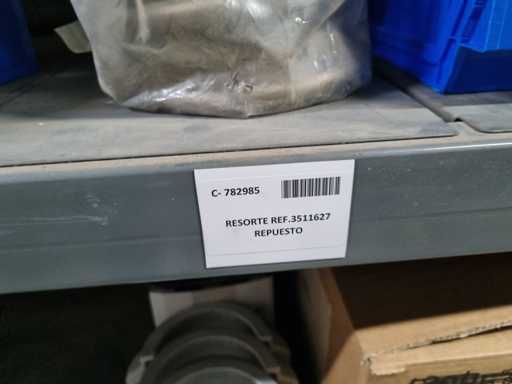 C- 782985
RESORTE REF.3511627
REPUESTO